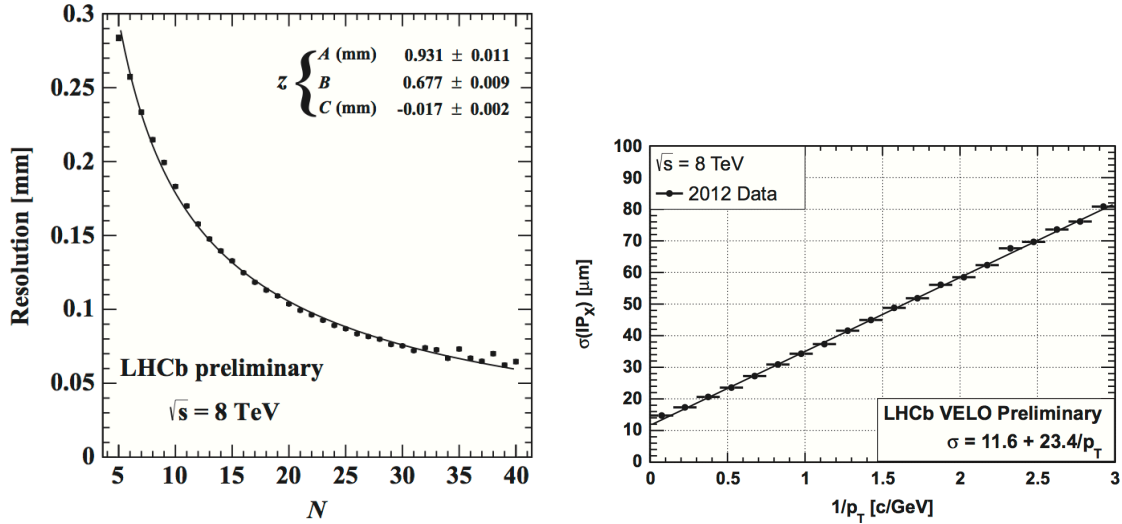 0.3
0.25
0.2
0.15
0.1
0.05
0
Resolution [mm]
z { A (mm) 0.931 ± 0.011
B 0.677 ± 0.009
C (mm) -0.017 ± 0.002
LHCb preliminary
√s = 8 TeV
5 10 15 20 25 30 35 40
N
100
90
80
70
60
50
40
30
20
10
0
σ(IPX) [μm]
√s = 8 TeV
2012 Data
LHCb VELO Preliminary
σ = 11.6 + 23.4/pT
0 0.5 1 1.5 2 2.5 3
1/pT [c/GeV]